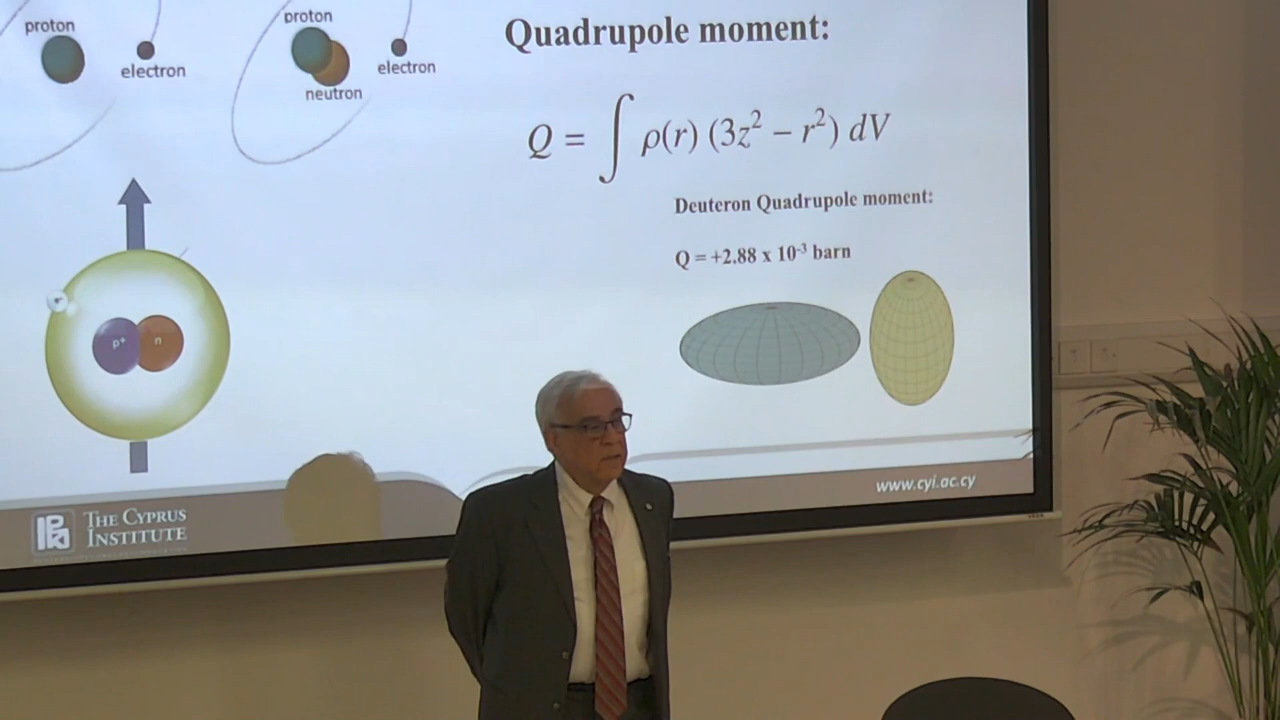 proton
electron
proton
neutron
electron
Quadrupole moment:
Q = ∫ ρ(r) (3z² – r²) dV
Deuteron Quadrupole moment:
Q = +2.88 x 10⁻³ barn
p⁺
n
THE CYPRUS
INSTITUTE
www.cyi.ac.cy